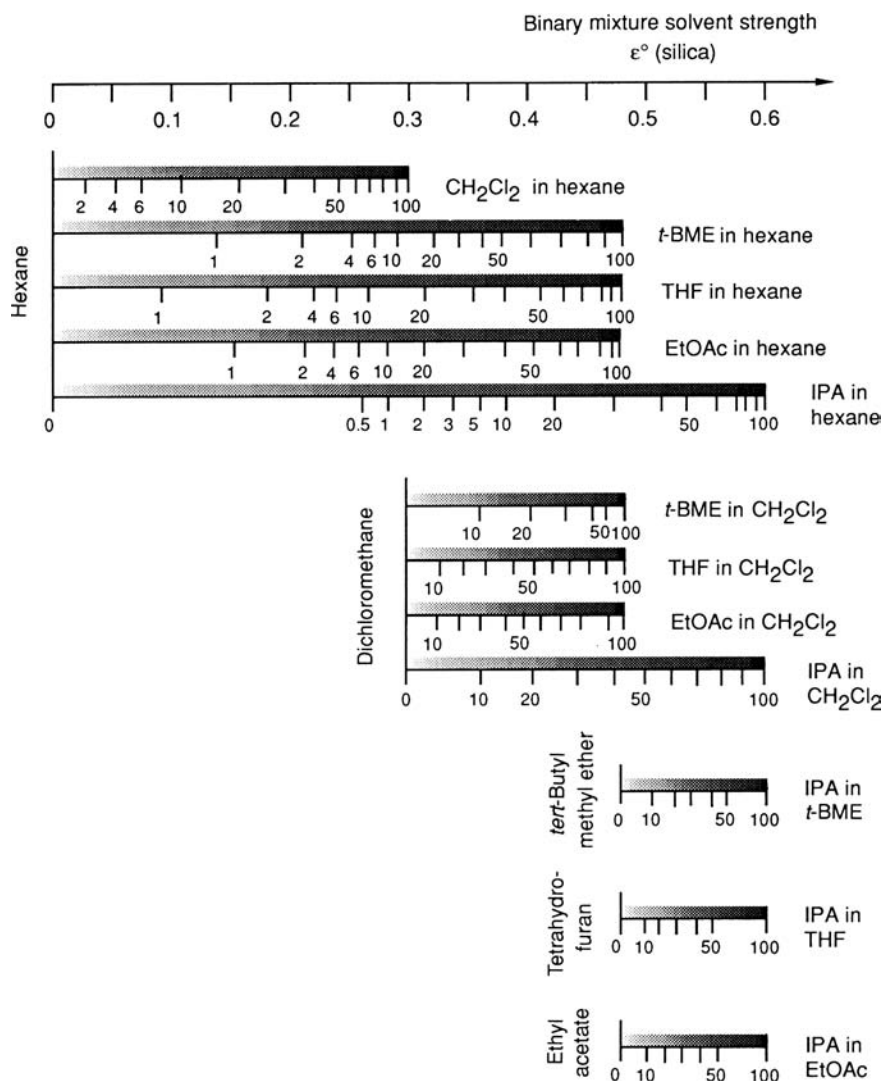 Binary mixture solvent strength
ε° (silica)
0 0.1 0.2 0.3 0.4 0.5 0.6
Hexane
CH₂Cl₂ in hexane
2 4 6 10 20 50 100
t-BME in hexane
1 2 4 6 10 20 50 100
THF in hexane
1 2 4 6 10 20 50 100
EtOAc in hexane
1 2 4 6 10 20 50 100
IPA in
hexane
0 0.5 1 2 3 5 10 20 50 100
Dichloromethane
t-BME in CH₂Cl₂
10 20 50 100
THF in CH₂Cl₂
10 50 100
EtOAc in CH₂Cl₂
10 50 100
IPA in
CH₂Cl₂
0 10 20 50 100
tert-Butyl
methyl ether
IPA in
t-BME
0 10 50 100
Tetrahydro-
furan
IPA in
THF
0 10 50 100
Ethyl
acetate
IPA in
EtOAc
0 10 50 100